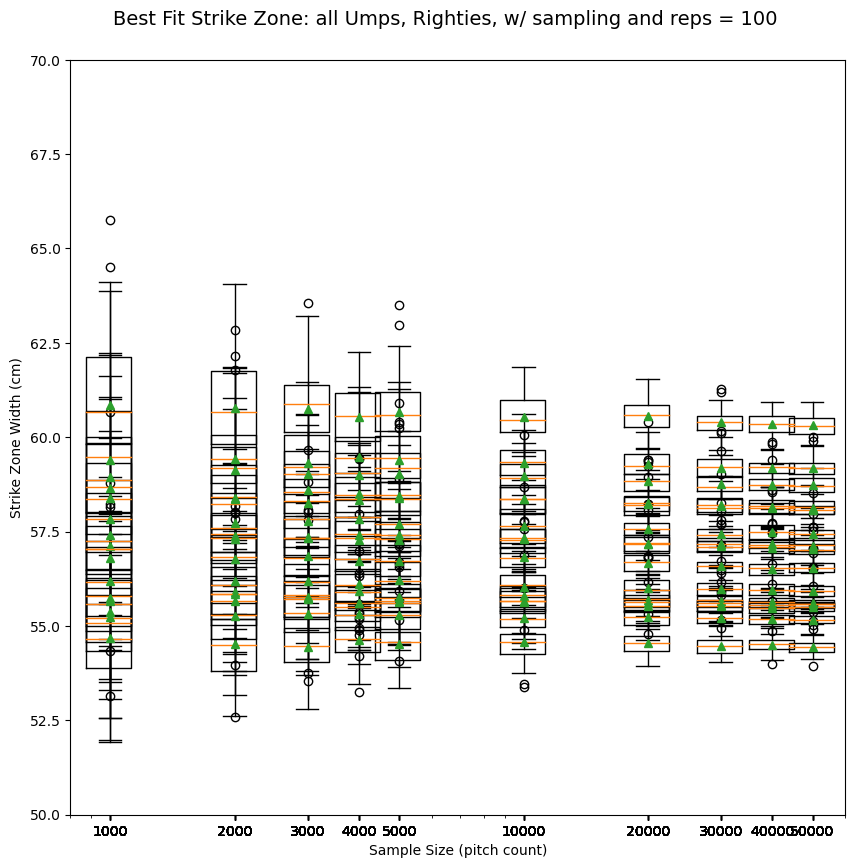 Best Fit Strike Zone: all Umps, Righties, w/ sampling and reps = 100
70.0
67.5
65.0
62.5
60.0
57.5
55.0
52.5
50.0
Strike Zone Width (cm)
1000 2000 3000 4000 5000 10000 20000 30000 40000 50000
Sample Size (pitch count)